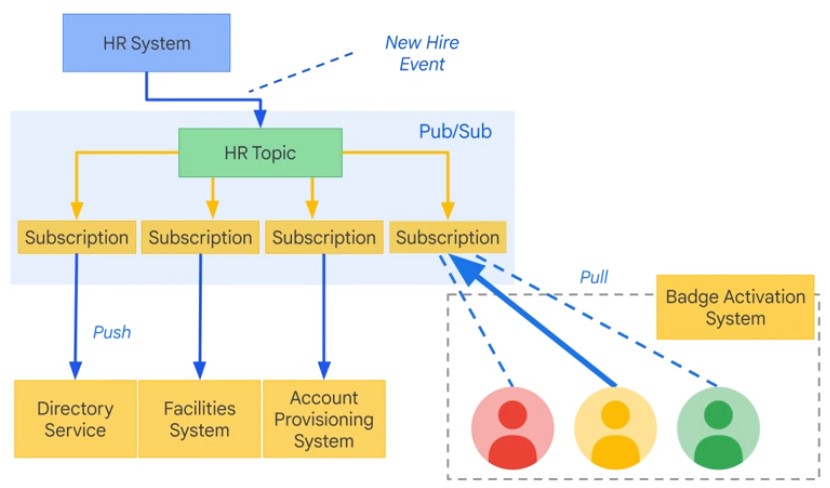 HR System
New Hire
Event
Pub/Sub
HR Topic
Subscription
Subscription
Subscription
Subscription
Pull
Badge Activation
System
Push
Directory
Service
Facilities
System
Account
Provisioning
System